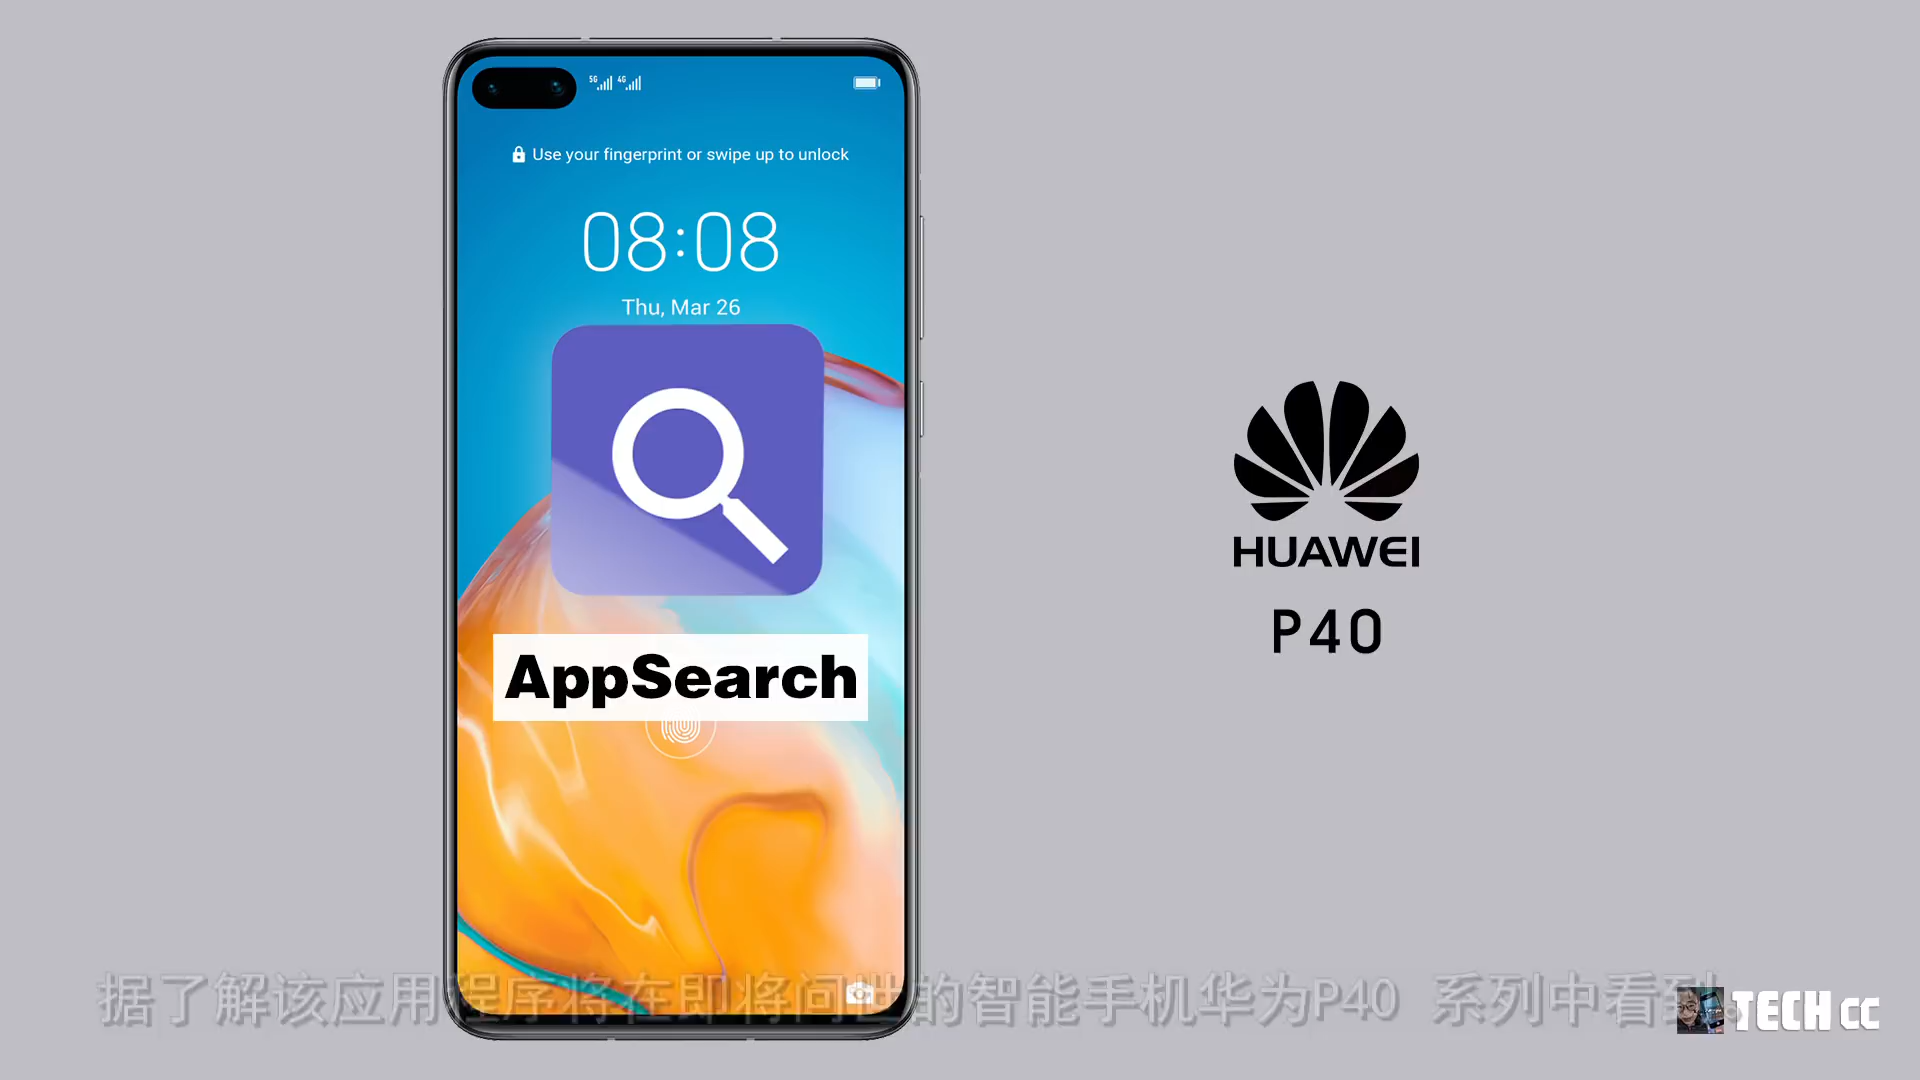 5G 4G
Use your fingerprint or swipe up to unlock
08:08
Thu, Mar 26
AppSearch
HUAWEI
P40
据了解该应用程序将在即将问世的智能手机华为P40 系列中看到。
TECH CC